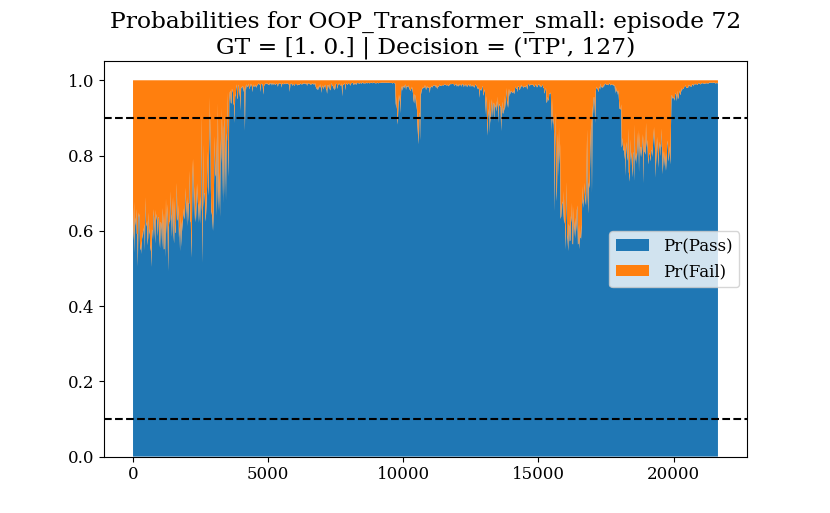 Probabilities for OOP_Transformer_small: episode 72
GT = [1. 0.] | Decision = ('TP', 127)
1.0
0.8
0.6
0.4
0.2
0.0
Pr(Pass)
Pr(Fail)
0 5000 10000 15000 20000